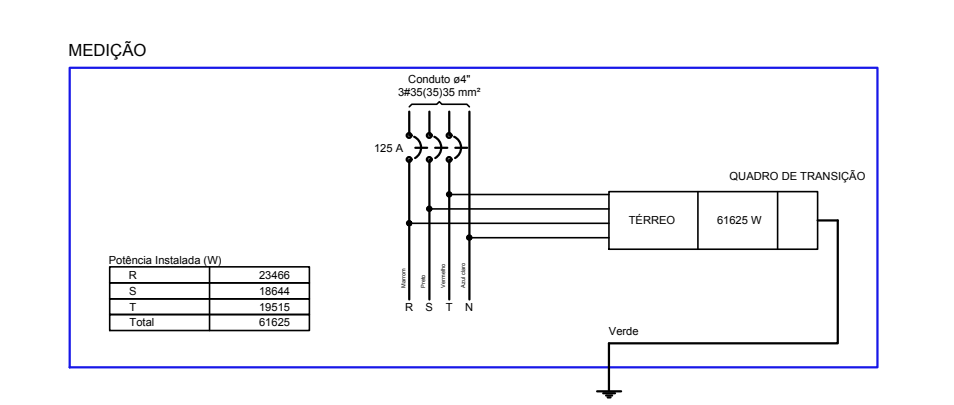 MEDIÇÃO
Conduto ø4"
3#35(35)35 mm²
125 A
QUADRO DE TRANSIÇÃO
TÉRREO 61625 W
Potência Instalada (W)
R 23466
S 18644
T 19515
Total 61625
Marrom
Preto
Vermelho
Azul claro
R S T N
Verde